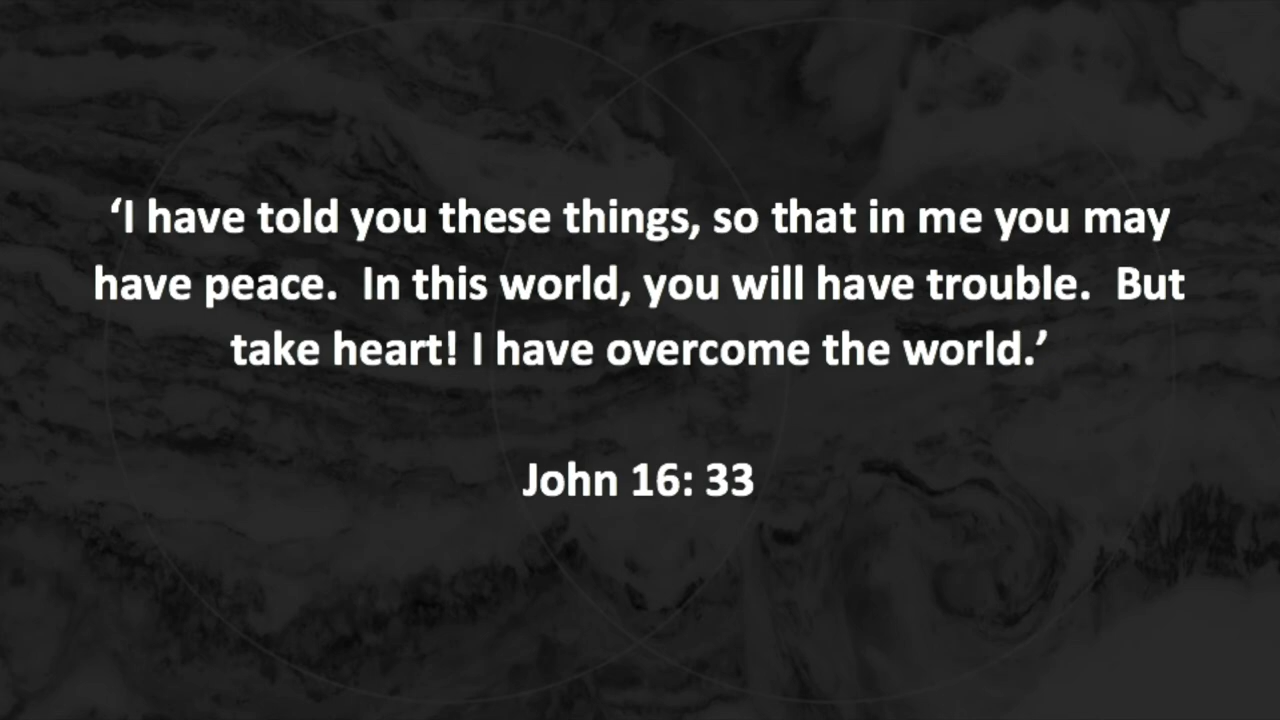 ‘I have told you these things, so that in me you may
have peace.  In this world, you will have trouble.  But
take heart! I have overcome the world.’
John 16: 33